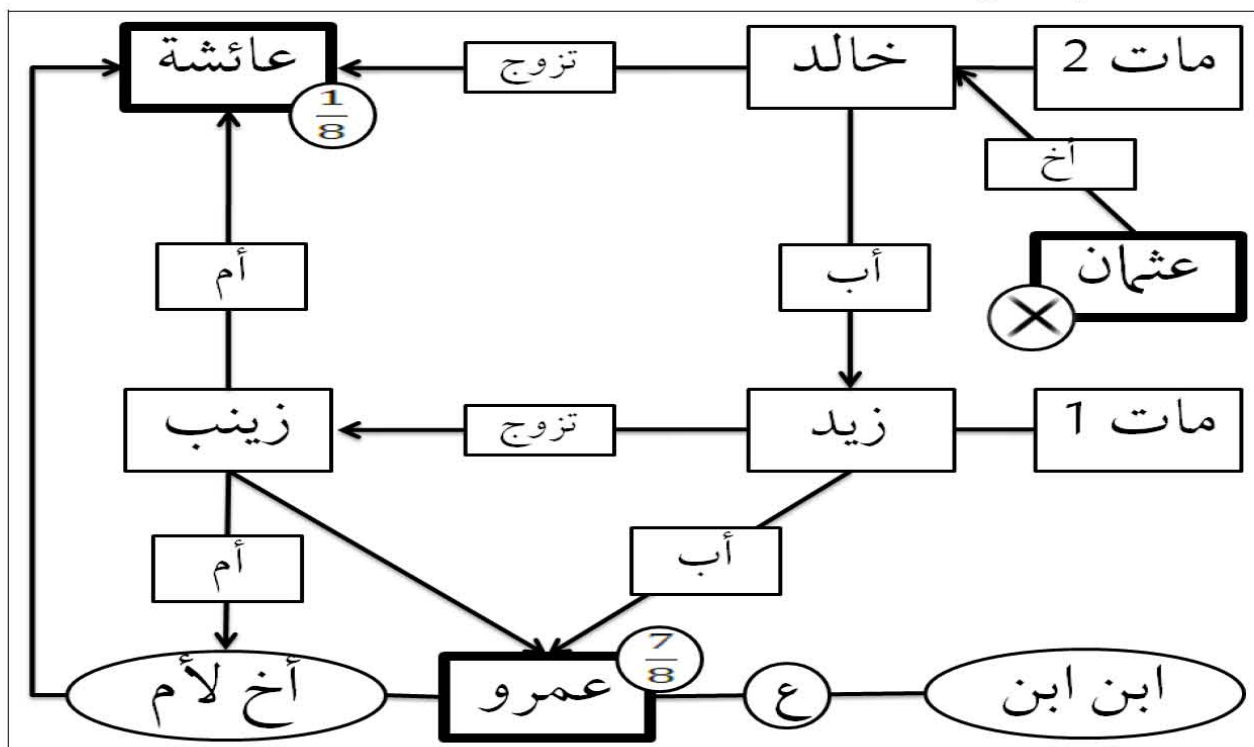 مات 2
خالد
تزوج
عائشة
1/8
أخ
عثمان
أب
أم
مات 1
زيد
تزوج
زينب
أب
أم
ابن ابن
ع
7/8
عمرو
أخ لأم